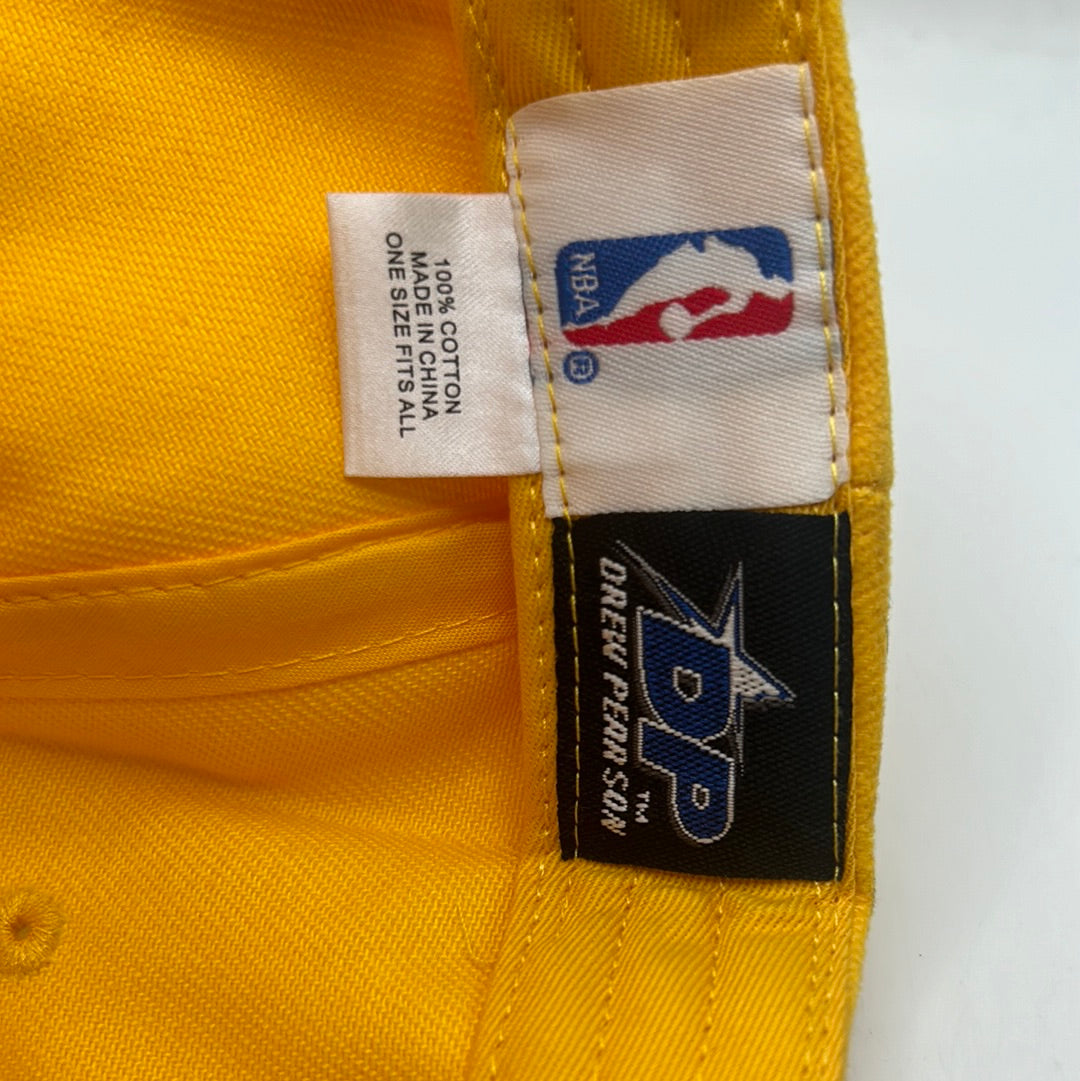 100% COTTON
MADE IN CHINA
ONE SIZE FITS ALL
NBA
®
DP
™
DREW PEARSON